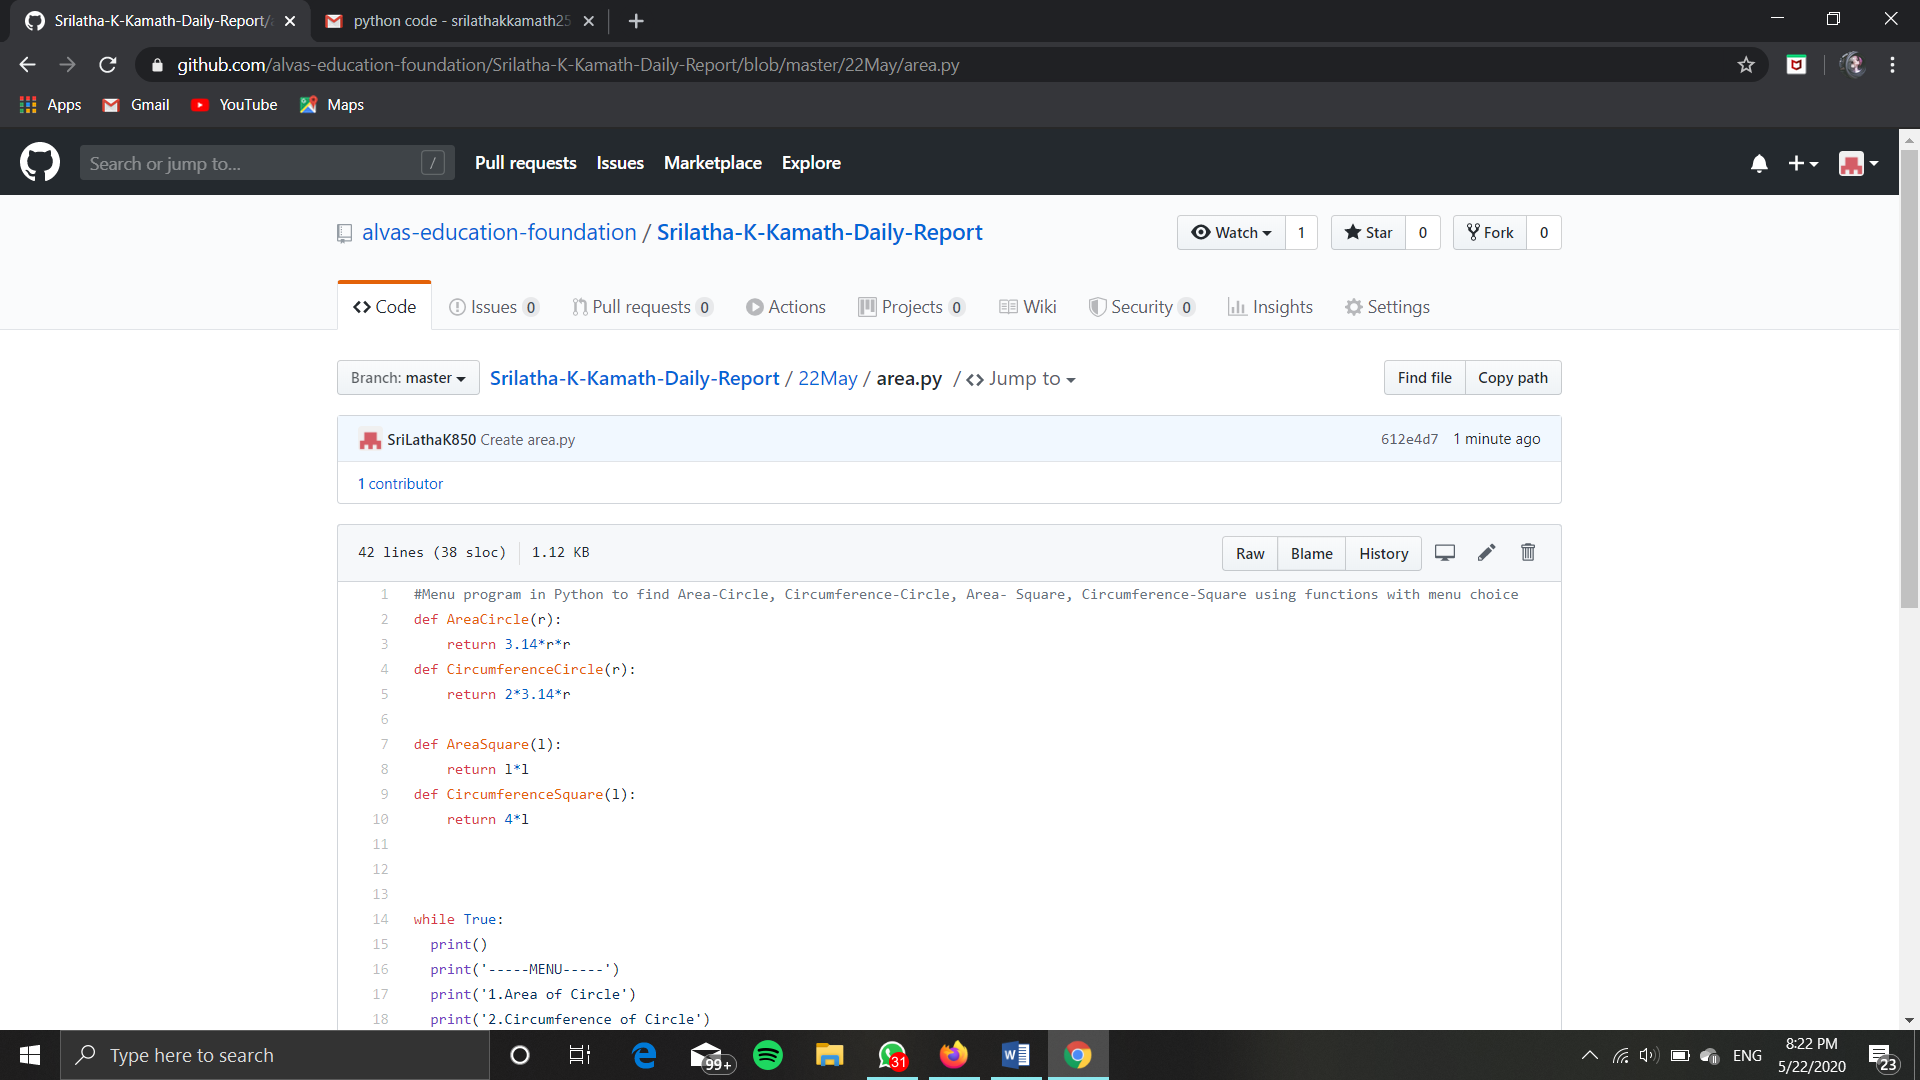 Srilatha-K-Kamath-Daily-Report/
python code - srilathakkamath25
github.com/alvas-education-foundation/Srilatha-K-Kamath-Daily-Report/blob/master/22May/area.py
Apps Gmail YouTube Maps
Search or jump to... / Pull requests Issues Marketplace Explore
alvas-education-foundation / Srilatha-K-Kamath-Daily-Report Watch 1 Star 0 Fork 0
Code Issues 0 Pull requests 0 Actions Projects 0 Wiki Security 0 Insights Settings
Branch: master Srilatha-K-Kamath-Daily-Report / 22May / area.py / Jump to Find file Copy path
SriLathaK850 Create area.py 612e4d7 1 minute ago
1 contributor
42 lines (38 sloc) 1.12 KB Raw Blame History
1 #Menu program in Python to find Area-Circle, Circumference-Circle, Area- Square, Circumference-Square using functions with menu choice
2 def AreaCircle(r):
3 return 3.14*r*r
4 def CircumferenceCircle(r):
5 return 2*3.14*r
6
7 def AreaSquare(l):
8 return l*l
9 def CircumferenceSquare(l):
10 return 4*l
11
12
13
14 while True:
15 print()
16 print('-----MENU-----')
17 print('1.Area of Circle')
18 print('2.Circumference of Circle')
Type here to search 99+ 31 ENG 8:22 PM
5/22/2020 23